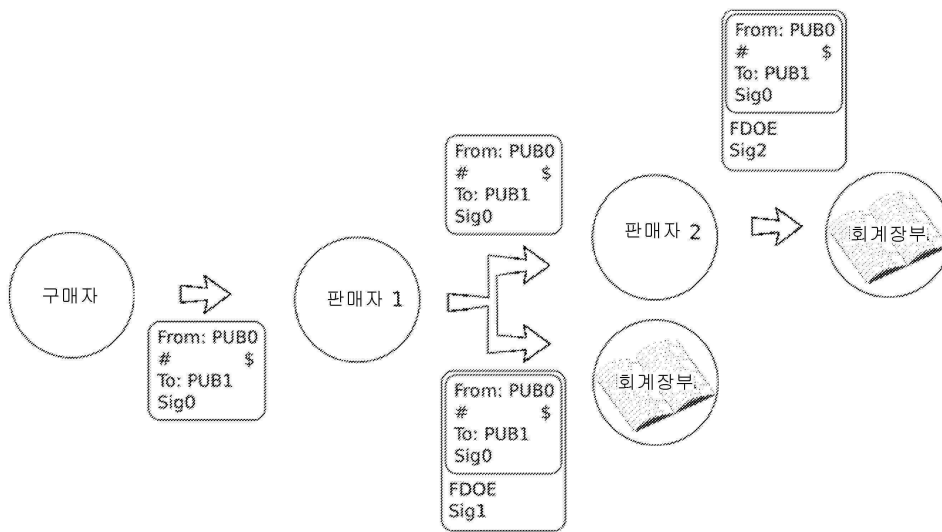 구매자
From: PUB0
# $
To: PUB1
Sig0
판매자 1
From: PUB0
# $
To: PUB1
Sig0
From: PUB0
# $
To: PUB1
Sig0
FDOE
Sig1
판매자 2
회계장부
From: PUB0
# $
To: PUB1
Sig0
FDOE
Sig2
회계장부